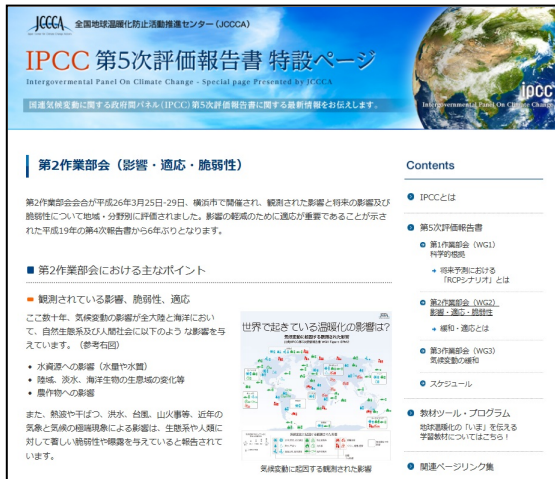 JCCCA 全国地球温暖化防止活動推進センター(JCCCA)
IPCC 第5次評価報告書 特設ページ
Intergovermental Panel On Climate Change - Special page Presented by JCCCA
国連気候変動に関する政府間パネル(IPCC)第5次評価報告書に関する最新情報をお伝えします。
ipcc
Intergovernmental Panel On Climate Change
第2作業部会(影響・適応・脆弱性)
第2作業部会会合が平成26年3月25日-29日、横浜市で開催され、観測された影響と将来の影響及び
脆弱性について地域・分野別に評価されました。影響の軽減のために適応が重要であることが示さ
れた平成19年の第4次報告書から6年ぶりとなります。
第2作業部会における主なポイント
観測されている影響、脆弱性、適応
ここ数十年、気候変動の影響が全大陸と海洋におい
て、自然生態系及び人間社会に以下のような影響を与
えています。(参考右図)
水資源への影響(水量や水質)
陸域、淡水、海洋生物の生息域の変化等
農作物への影響
また、熱波や干ばつ、洪水、台風、山火事等、近年の
気象と気候の極端現象による影響は、生態系や人類に
対して著しい脆弱性や曝露を与えていると報告されて
います。
世界で起きている温暖化の影響は?
気候変動に起因する観測された影響
気候変動に起因する観測された影響
Contents
IPCCとは
第5次評価報告書
第1作業部会(WG1)
科学的根拠
将来予測における
「RCPシナリオ」とは
第2作業部会(WG2)
影響・適応・脆弱性
緩和・適応とは
第3作業部会(WG3)
気候変動の緩和
スケジュール
教材ツール・プログラム
地球温暖化の「いま」を伝える
学習教材についてはこちら!
関連ページリンク集